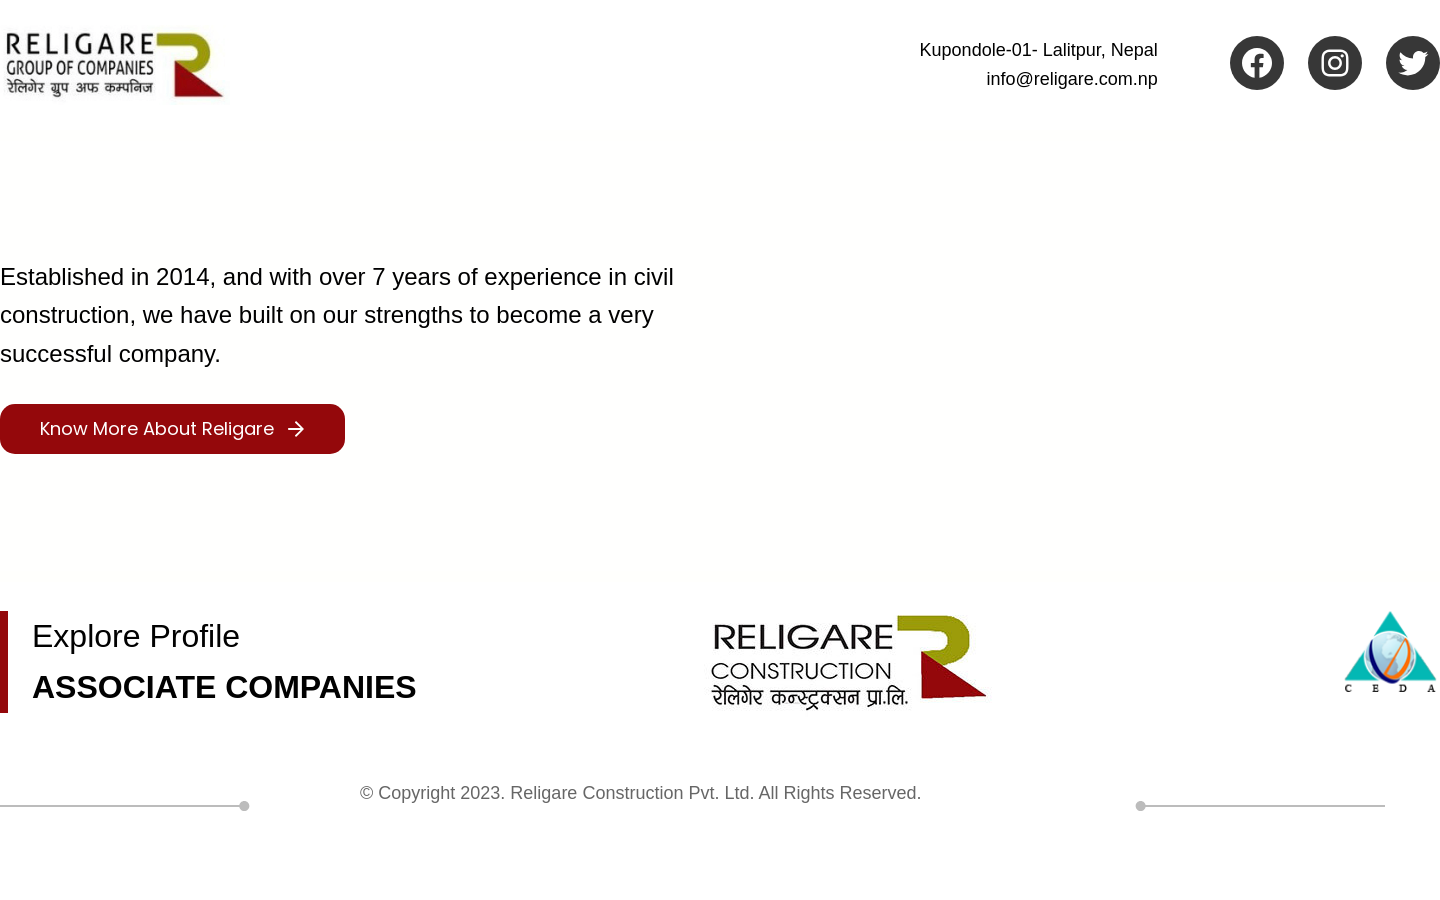 RELIGARE
GROUP OF COMPANIES
रेलिगेर ग्रुप अफ कम्पनिज
Kupondole-01- Lalitpur, Nepal
info@religare.com.np
Established in 2014, and with over 7 years of experience in civil
construction, we have built on our strengths to become a very
successful company.
Know More About Religare
Explore Profile
ASSOCIATE COMPANIES
RELIGARE
CONSTRUCTION
रेलिगेर कन्स्ट्रक्सन प्रा.लि.
C E D A
© Copyright 2023. Religare Construction Pvt. Ltd. All Rights Reserved.